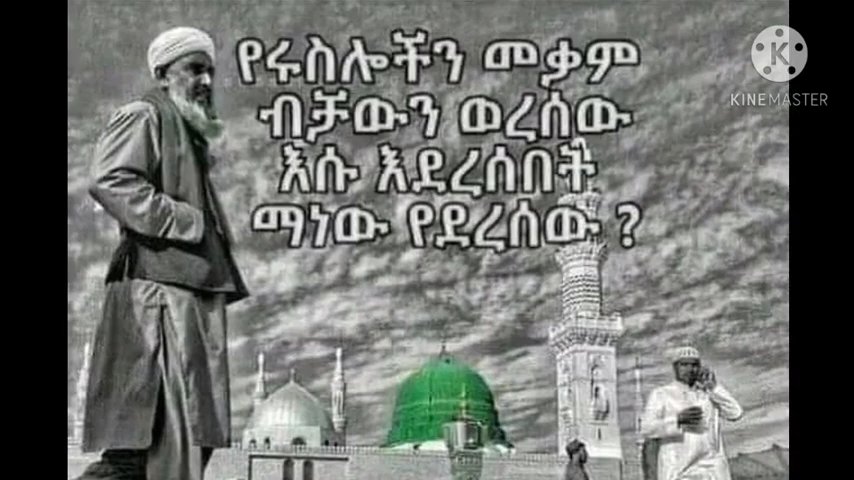 የሩስሎችን መቃም
ብቻውን ወረሰው
እሱ እደረሰበት
ማነው የደረሰው ?
K
KINEMASTER